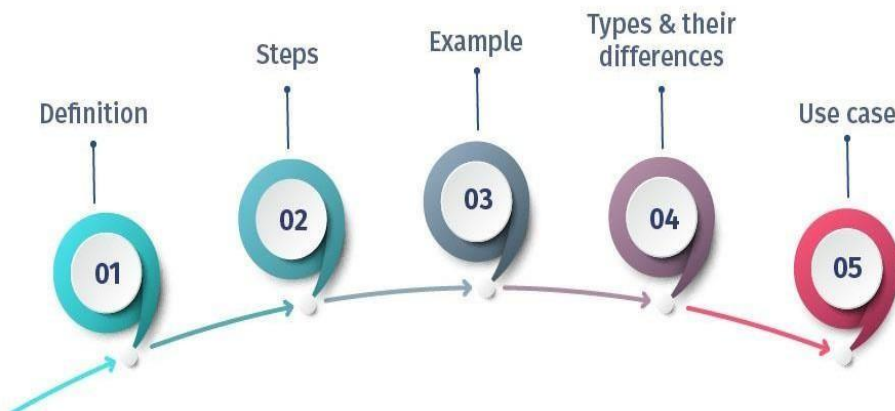 Definition
01
Steps
02
Example
03
Types & their
differences
04
Use case
05